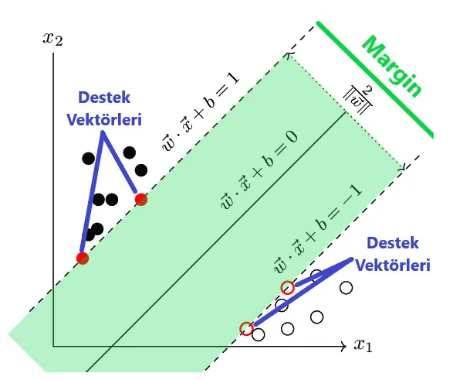 x₂
Margin
Destek
Vektörleri
w⃗ · x⃗ + b = 1
2
‖w⃗‖
w⃗ · x⃗ + b = 0
w⃗ · x⃗ + b = −1
Destek
Vektörleri
x₁